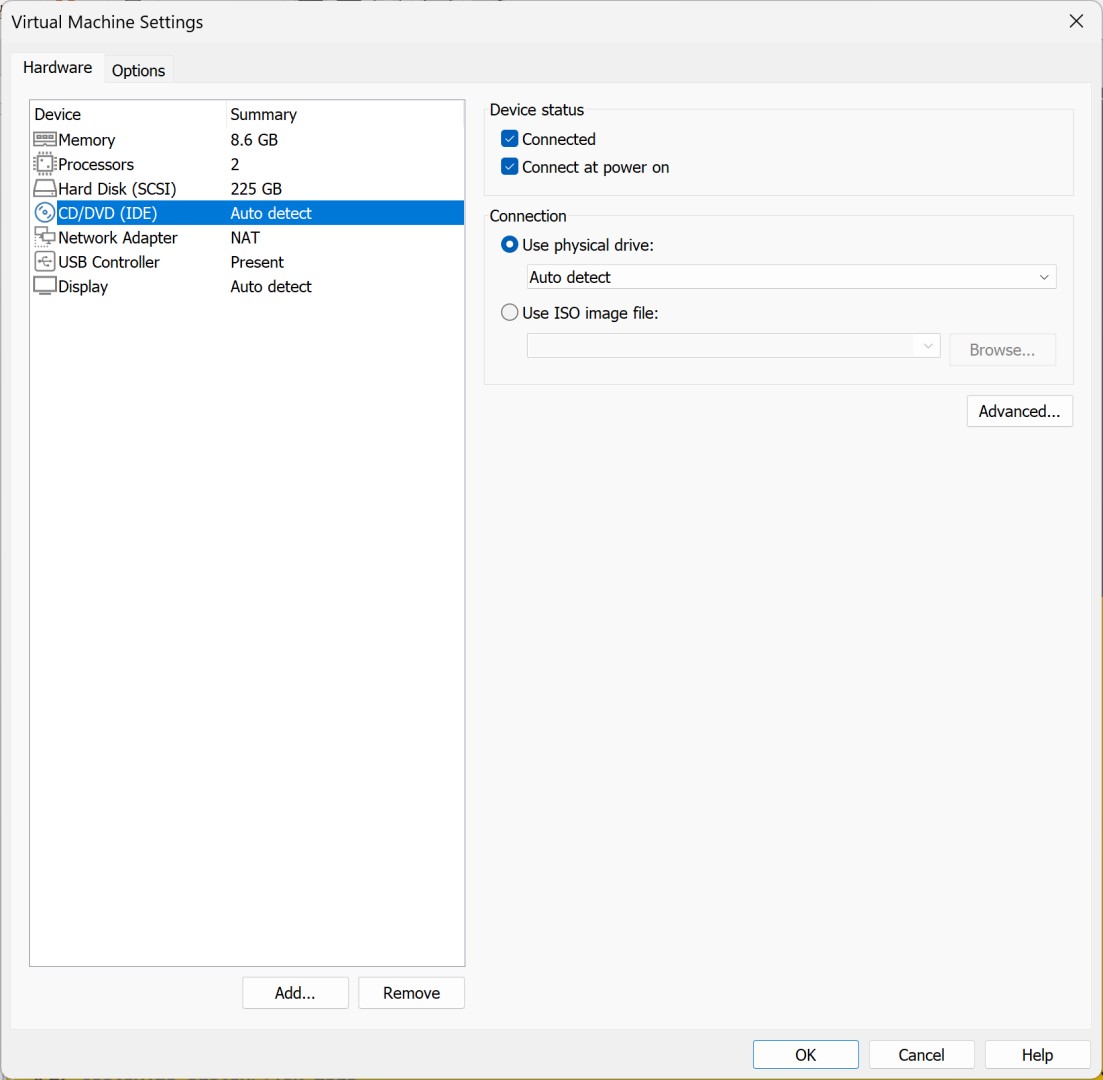 Virtual Machine Settings
Hardware
Options
Device Summary
Memory 8.6 GB
Processors 2
Hard Disk (SCSI) 225 GB
CD/DVD (IDE) Auto detect
Network Adapter NAT
USB Controller Present
Display Auto detect
Add...
Remove
Device status
Connected
Connect at power on
Connection
Use physical drive:
Auto detect
Use ISO image file:
Browse...
Advanced...
OK
Cancel
Help